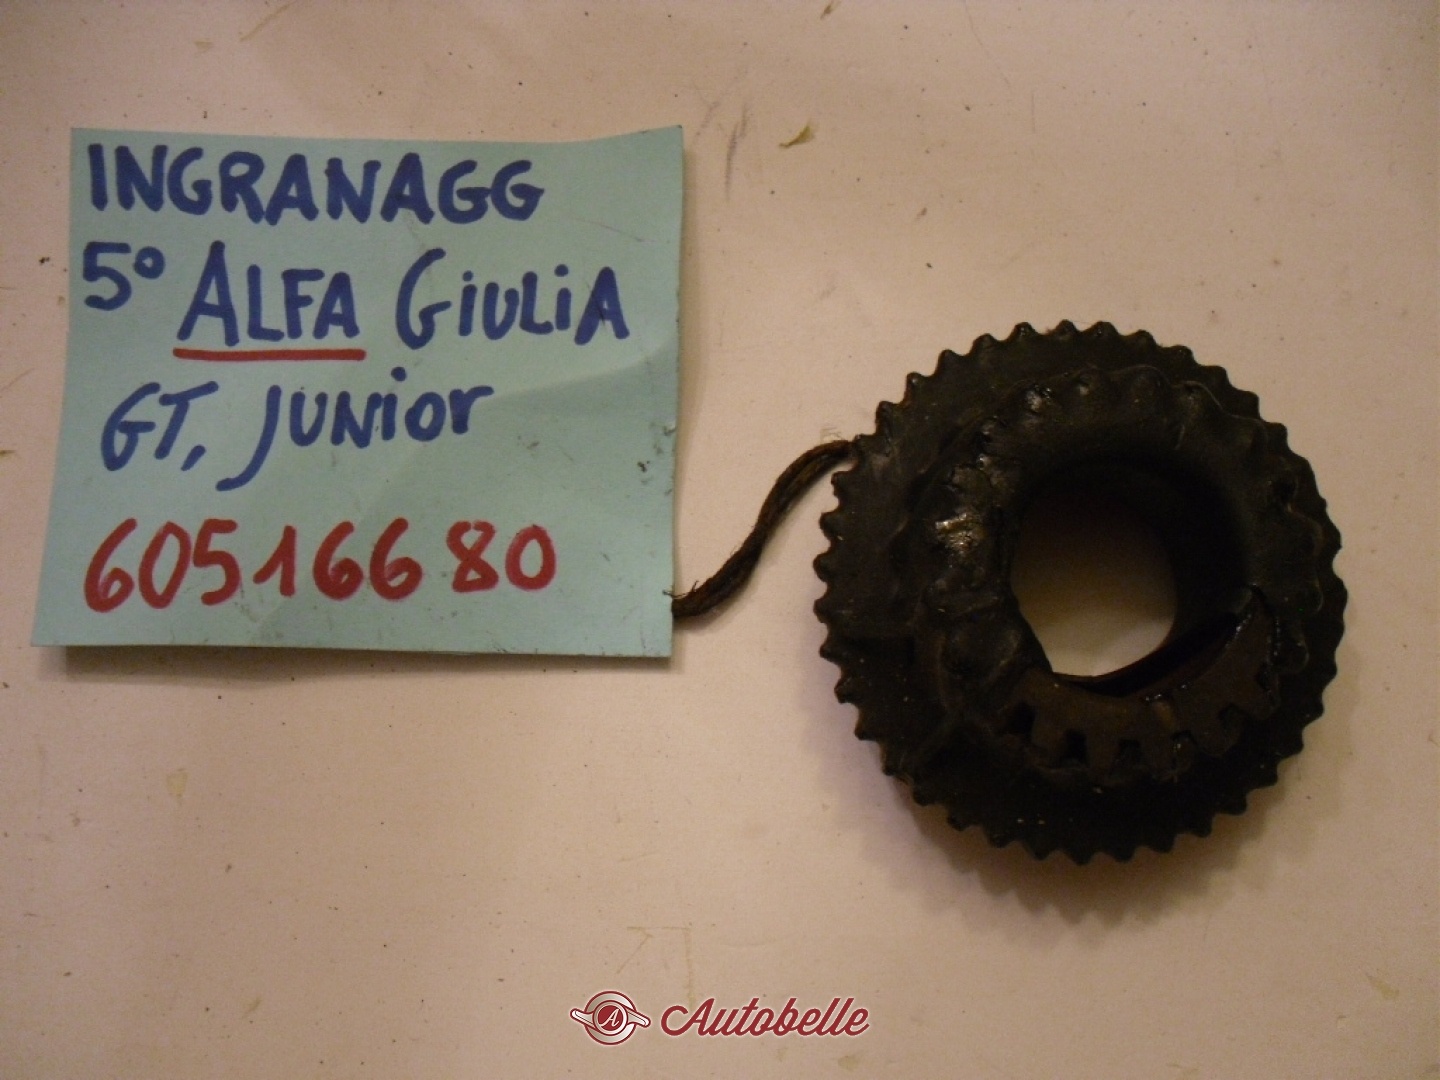 INGRANAGG
5° ALFA GiULiA
GT, JUNior
60516680
A Autobelle